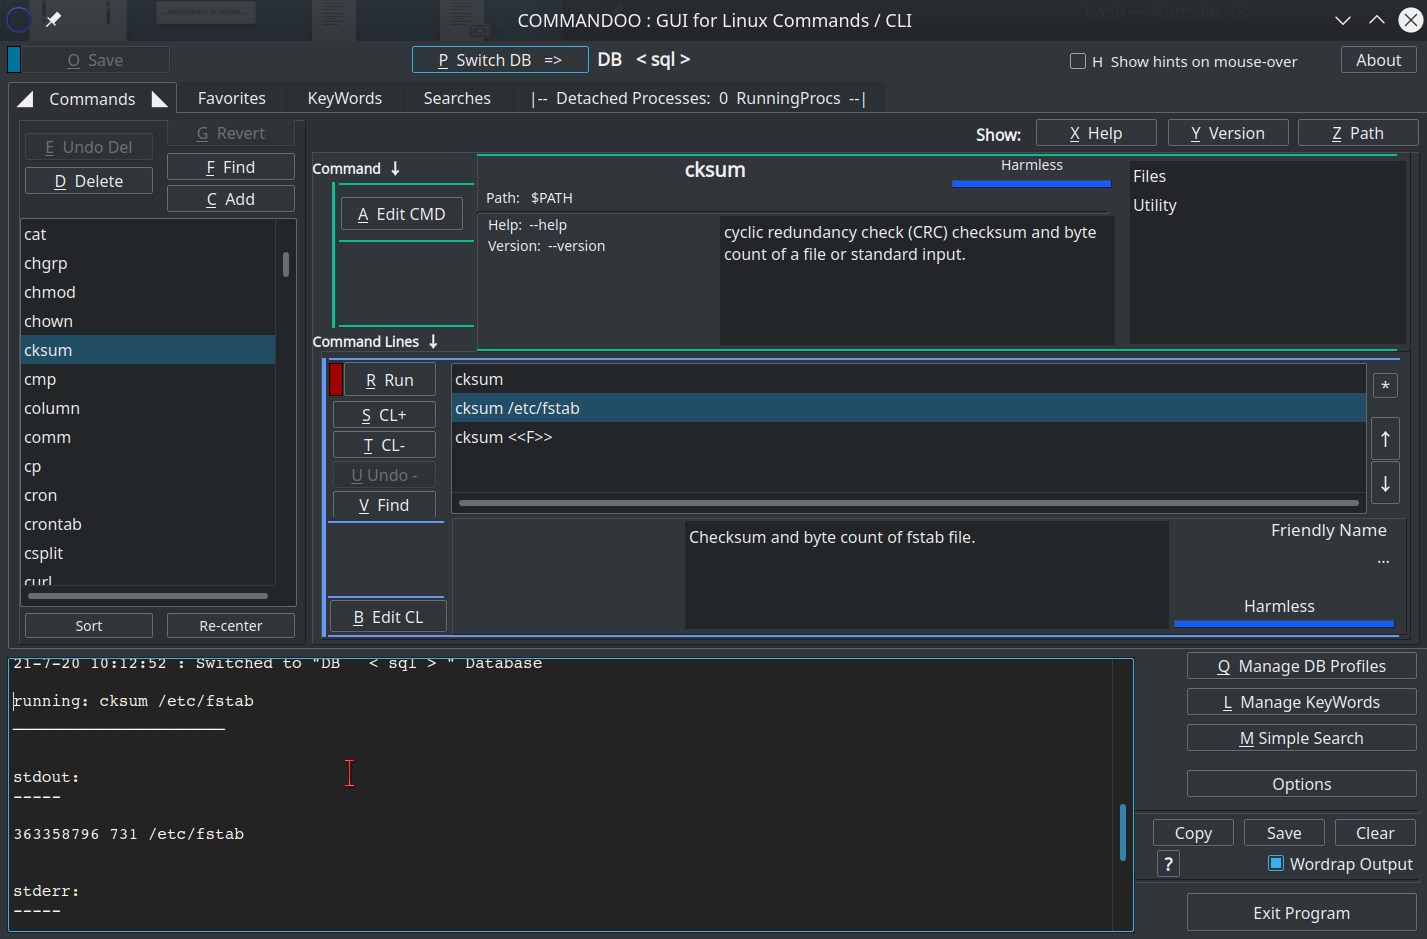 COMMANDOO : GUI for Linux Commands / CLI
O Save
P Switch DB =>
DB < sql >
H Show hints on mouse-over
About
Commands
Favorites
KeyWords
Searches
|-- Detached Processes: 0 RunningProcs --|
E Undo Del
G Revert
D Delete
F Find
C Add
Show:
X Help
Y Version
Z Path
cat
chgrp
chmod
chown
cksum
cmp
column
comm
cp
cron
crontab
csplit
curl
Sort
Re-center
Command ↓
A Edit CMD
cksum
Harmless
Path: $PATH
Help: --help
Version: --version
cyclic redundancy check (CRC) checksum and byte
count of a file or standard input.
Files
Utility
Command Lines ↓
R Run
S CL+
T CL-
U Undo -
V Find
B Edit CL
cksum
cksum /etc/fstab
cksum <<F>>
*
↑
↓
Checksum and byte count of fstab file.
Friendly Name
...
Harmless
21-7-20 10:12:52 : Switched to "DB < sql > " Database
running: cksum /etc/fstab
stdout:
-----
363358796 731 /etc/fstab
stderr:
-----
Q Manage DB Profiles
L Manage KeyWords
M Simple Search
Options
Copy
Save
Clear
?
Wordrap Output
Exit Program